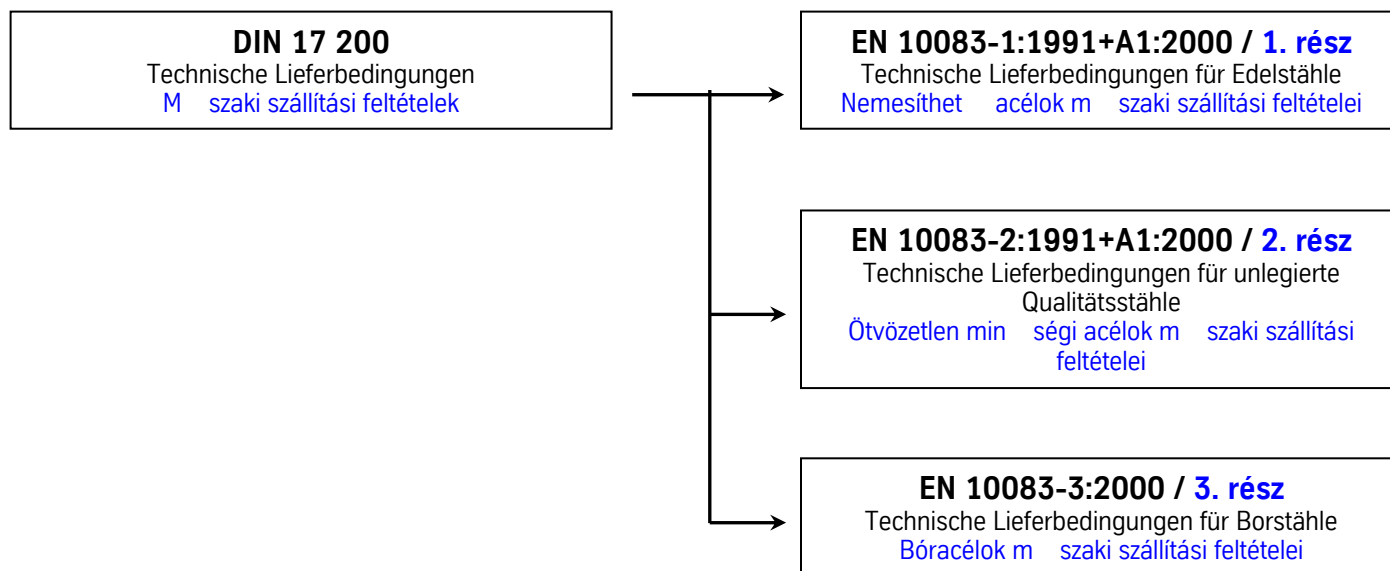 DIN 17 200
Technische Lieferbedingungen
M szaki szállítási feltételek
EN 10083-1:1991+A1:2000 / 1. rész
Technische Lieferbedingungen für Edelstähle
Nemesíthet acélok m szaki szállítási feltételei
EN 10083-2:1991+A1:2000 / 2. rész
Technische Lieferbedingungen für unlegierte
Qualitätsstähle
Ötvözetlen min ségi acélok m szaki szállítási
feltételei
EN 10083-3:2000 / 3. rész
Technische Lieferbedingungen für Borstähle
Bóracélok m szaki szállítási feltételei